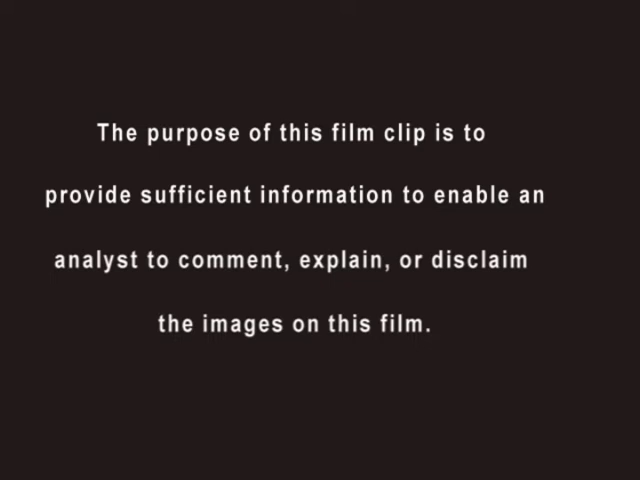 The purpose of this film clip is to
provide sufficient information to enable an
analyst to comment, explain, or disclaim
the images on this film.